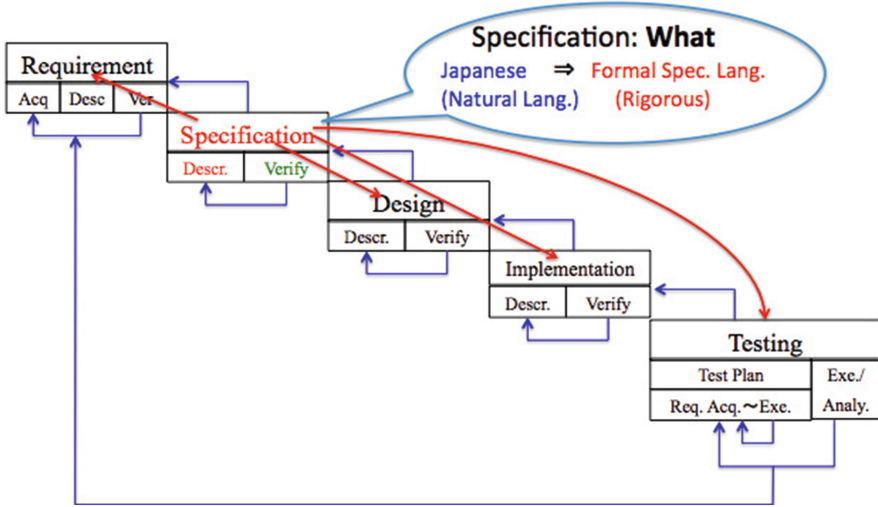 Specification: What
Japanese ⇒ Formal Spec. Lang.
(Natural Lang.) (Rigorous)
Requirement
Acq Desc Ver
Specification
Descr. Verify
Design
Descr. Verify
Implementation
Descr. Verify
Testing
Test Plan
Req. Acq.〜Exe.
Exe./
Analy.